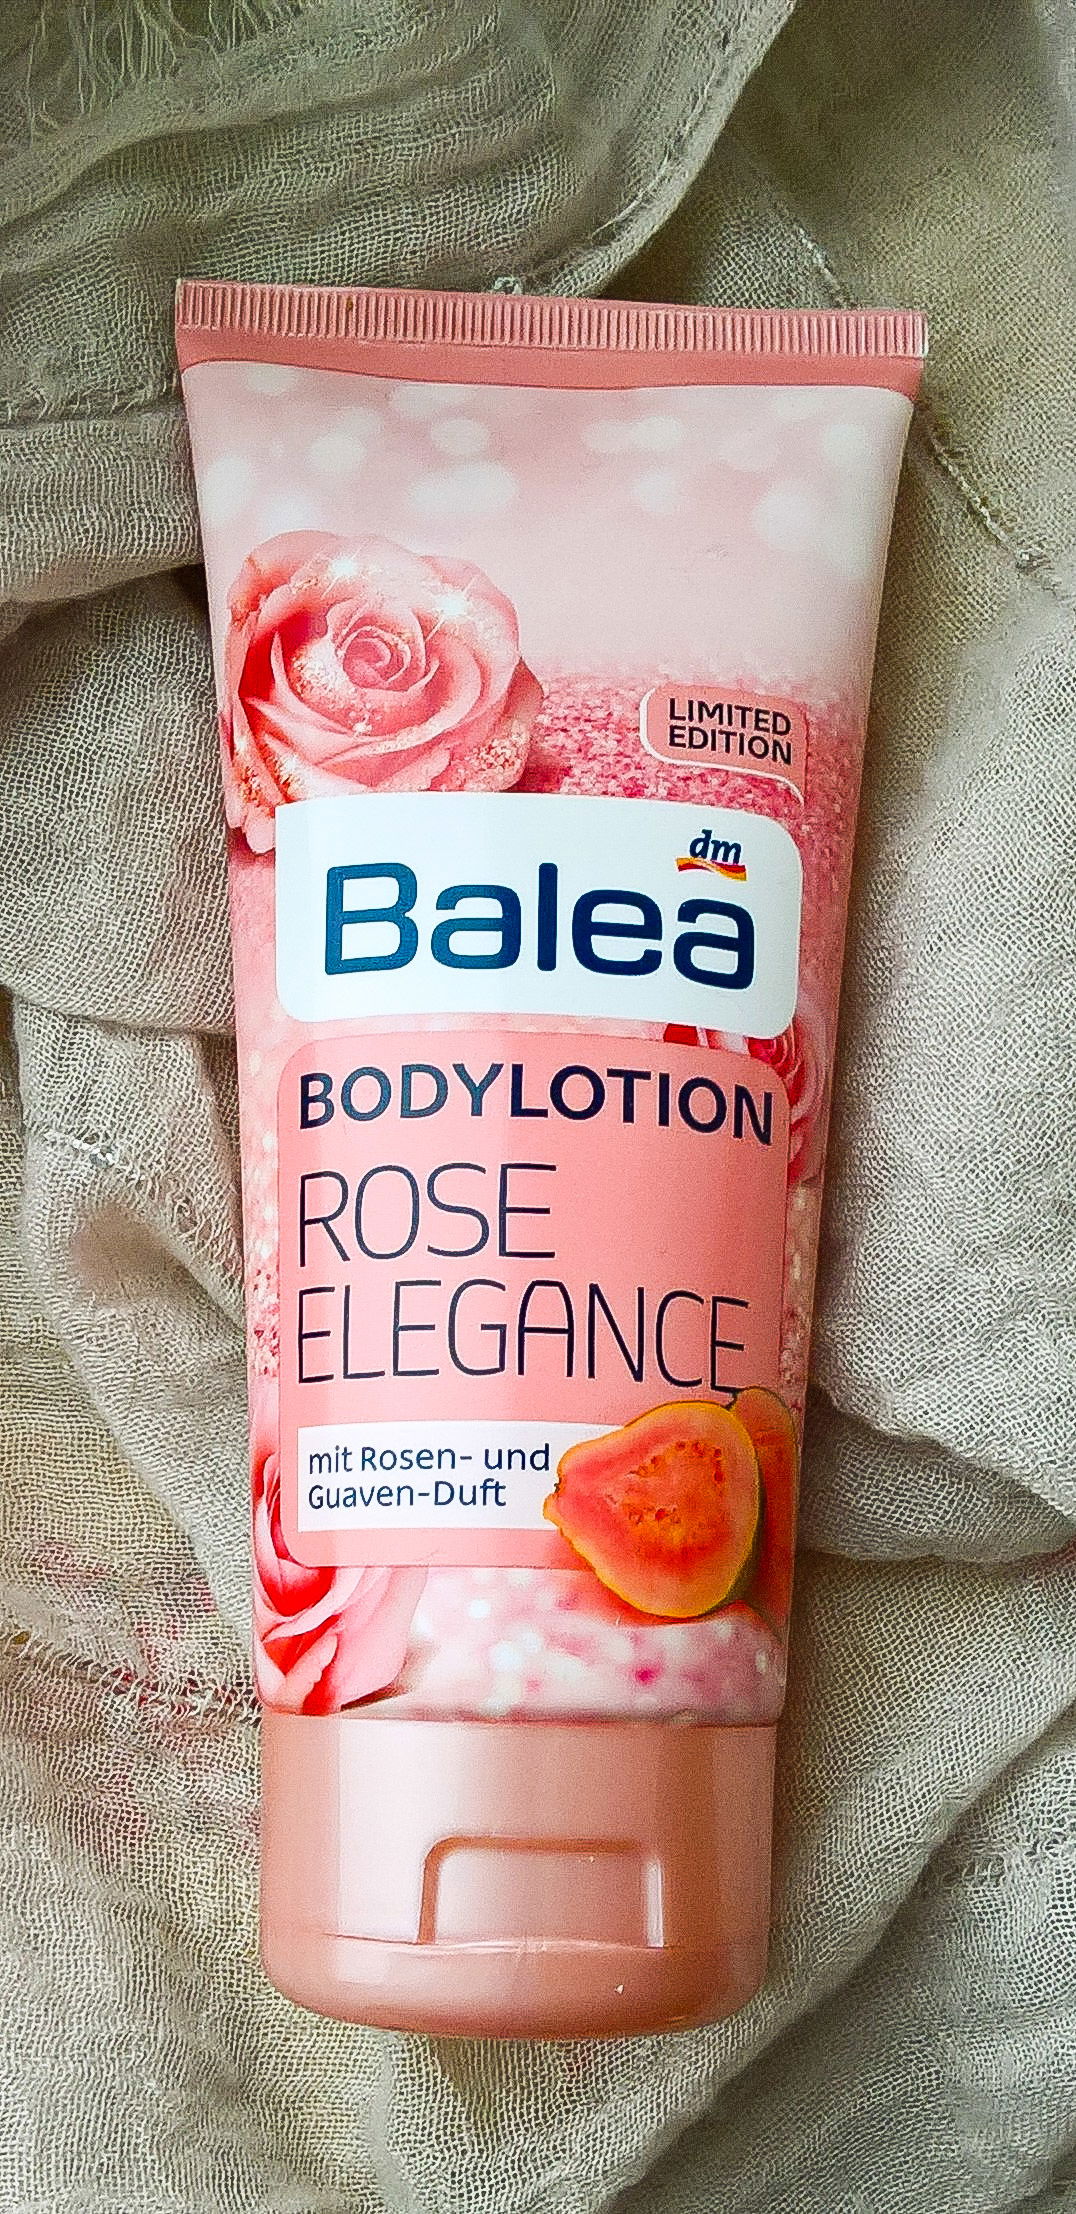 LIMITED
EDITION
dm
Balea
BODYLOTION
ROSE
ELEGANCE
mit Rosen- und
Guaven-Duft